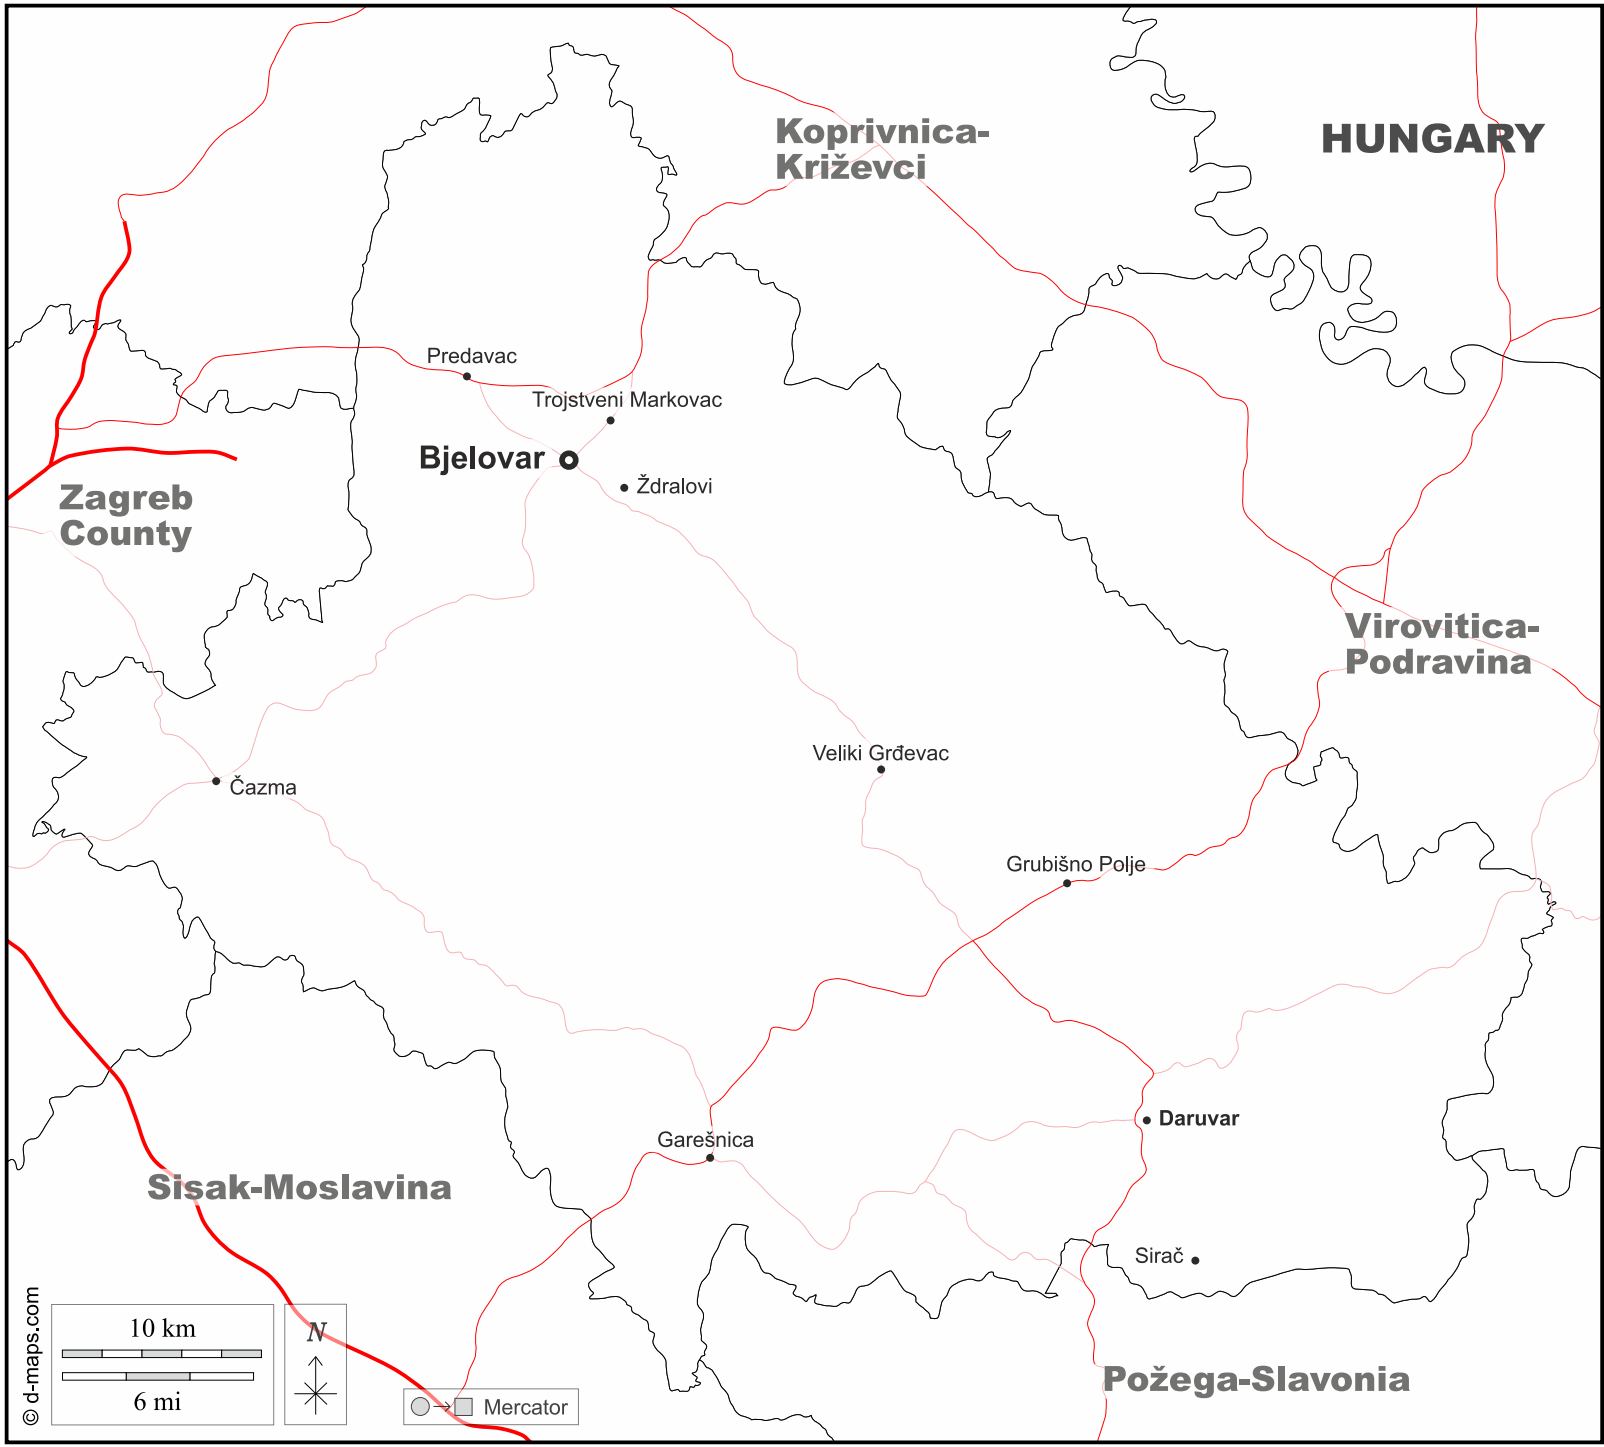 Koprivnica-
Križevci
HUNGARY
Predavac
Trojstveni Markovac
Bjelovar
Ždralovi
Zagreb
County
Virovitica-
Podravina
Veliki Grđevac
Čazma
Grubišno Polje
Daruvar
Garešnica
Sisak-Moslavina
Sirač
Požega-Slavonia
© d-maps.com
10 km
6 mi
N
Mercator